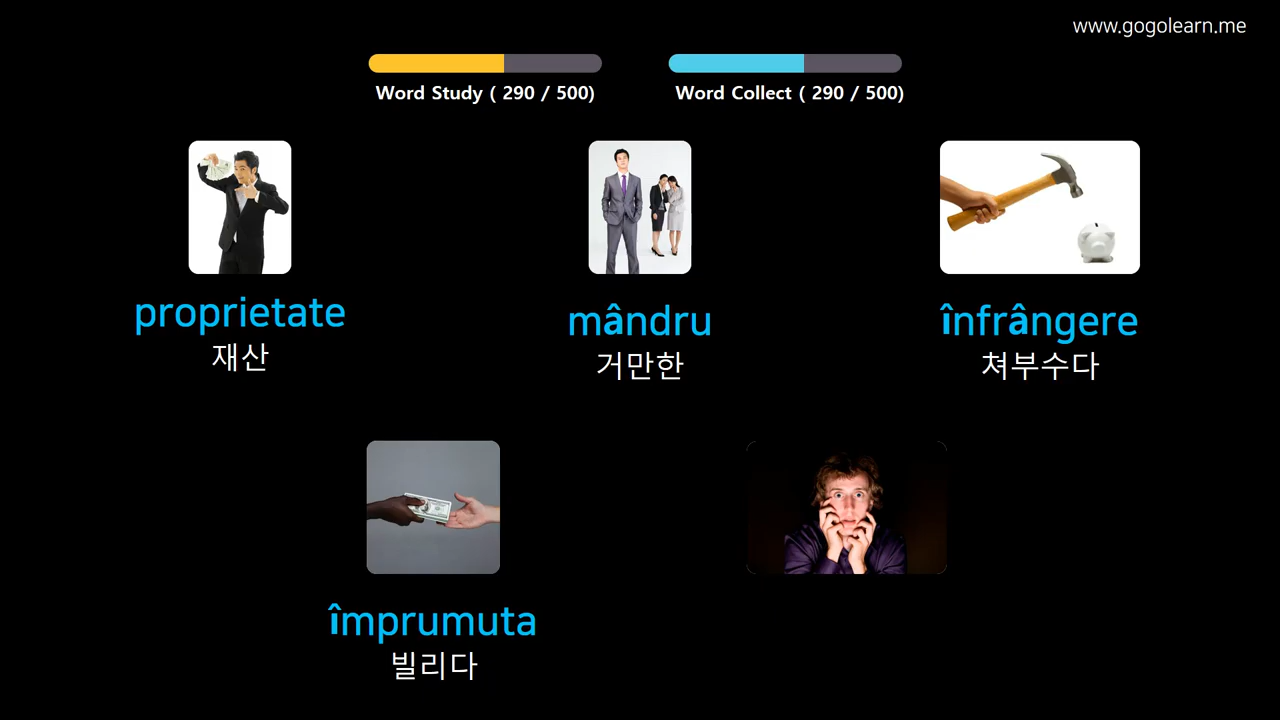 www.gogolearn.me
Word Study ( 290 / 500)
Word Collect ( 290 / 500)
proprietate
재산
mândru
거만한
înfrângere
쳐부수다
împrumuta
빌리다